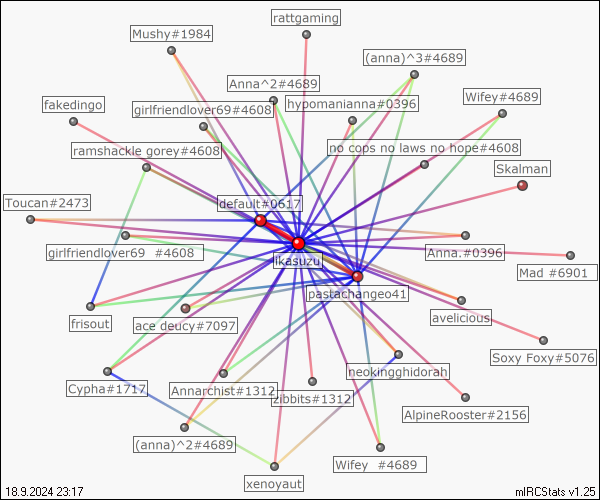 rattgaming
Mushy#1984
(anna)^3#4689
Anna^2#4689
Wifey#4689
fakedingo
girlfriendlover69#4608
hypomanianna#0396
ramshackle gorey#4608
no cops no laws no hope#4608
Skalman
Toucan#2473
default#0617
girlfriendlover69 #4608
Anna.#0396
ikasuzu
Mad #6901
pastachangeo41
frisout
ace deucy#7097
avelicious
Soxy Foxy#5076
neokingghidorah
Cypha#1717
Annarchist#1312
zibbits#1312
AlpineRooster#2156
(anna)^2#4689
Wifey #4689
xenoyaut
18.9.2024 23:17
mIRCStats v1.25